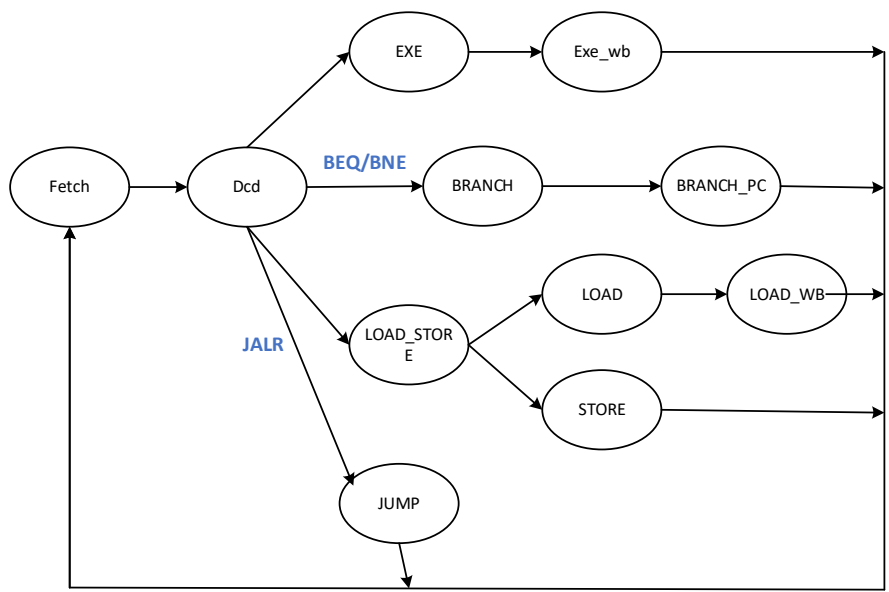 EXE
Exe_wb
BEQ/BNE
Fetch
Dcd
BRANCH
BRANCH_PC
LOAD
LOAD_WB
JALR
LOAD_STOR
E
STORE
JUMP